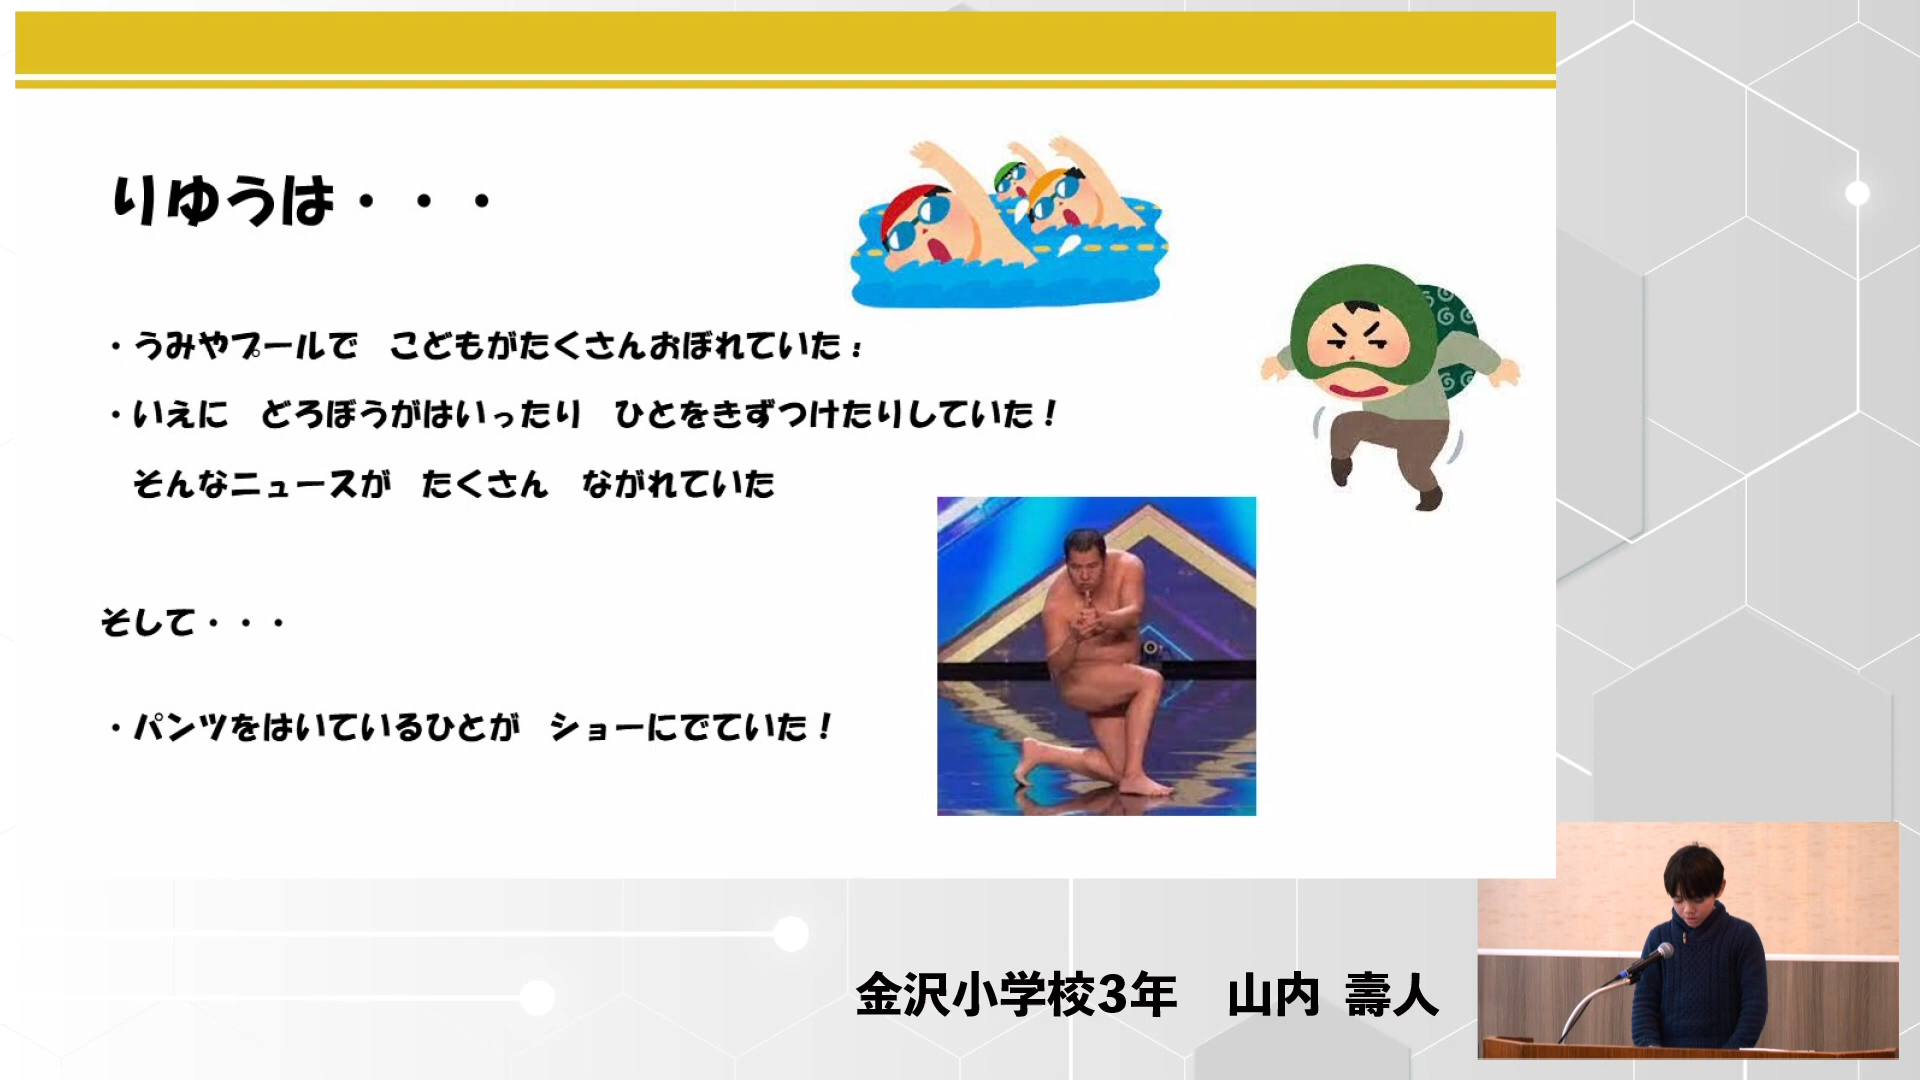 りゆうは・・・
・うみやプールで　こどもがたくさんおぼれていた！
・いえに　どろぼうがはいったり　ひとをきずつけたりしていた！
そんなニュースが　たくさん　ながれていた
そして・・・
・パンツをはいているひとが　ショーにでていた！
金沢小学校3年　山内 壽人